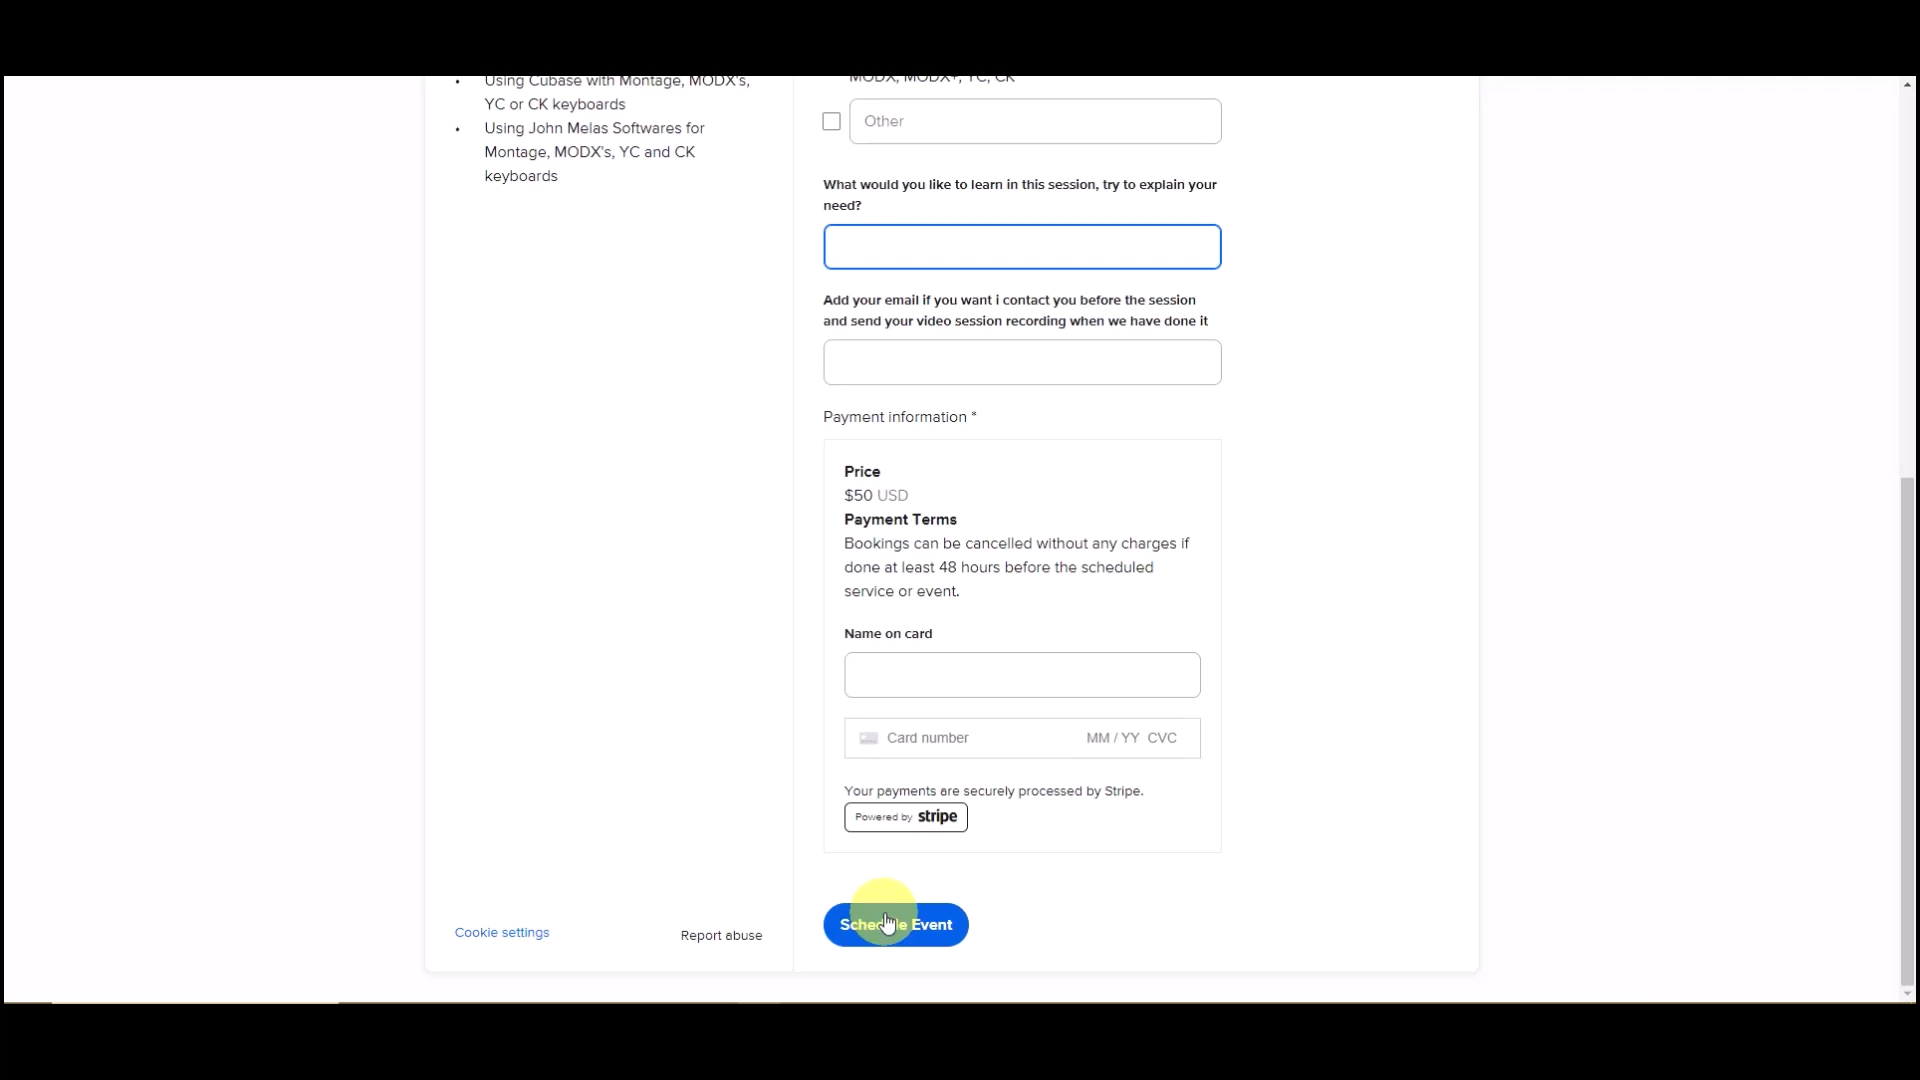 Using Cubase with Montage, MODX's,
YC or CK keyboards
Using John Melas Softwares for
Montage, MODX's, YC and CK
keyboards
Cookie settings
Report abuse
MODX, MODX+, YC, CK
Other
What would you like to learn in this session, try to explain your
need?
Add your email if you want i contact you before the session
and send your video session recording when we have done it
Payment information *
Price
$50 USD
Payment Terms
Bookings can be cancelled without any charges if
done at least 48 hours before the scheduled
service or event.
Name on card
Card number MM / YY CVC
Your payments are securely processed by Stripe.
Powered by stripe
Schedule Event